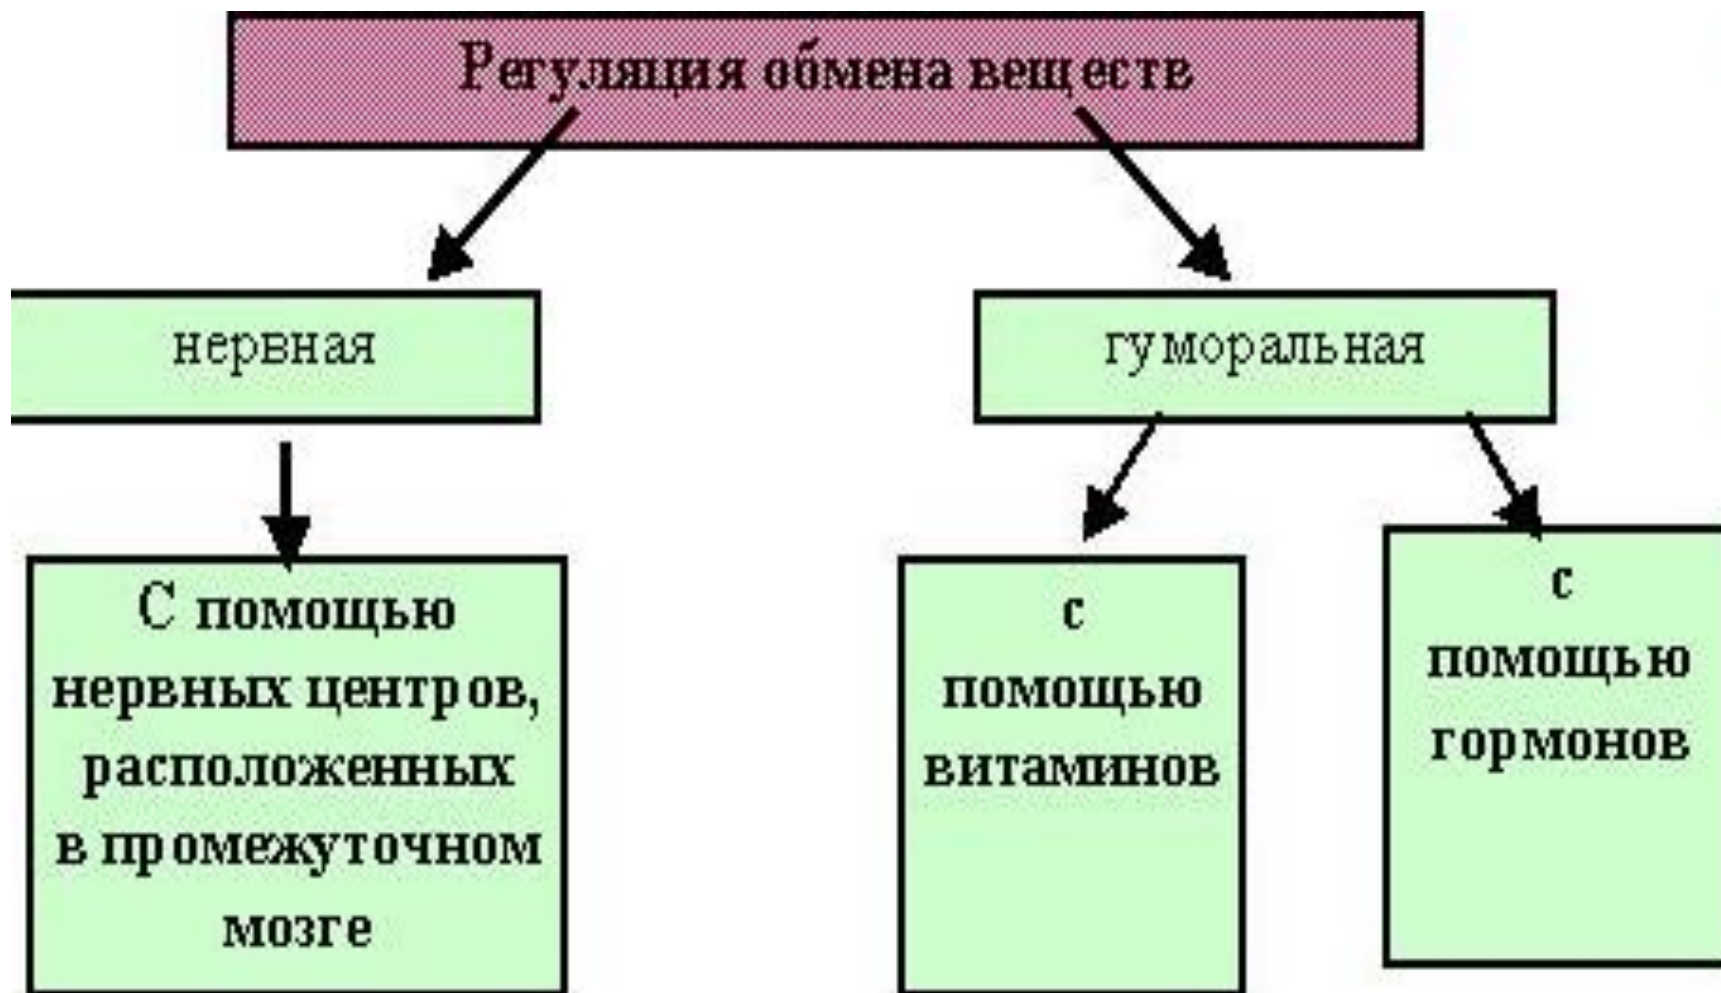 Регуляция обмена веществ
нервная
гуморальная
С помощью
нервных центров,
расположенных
в промежуточном
мозге
с
помощью
витаминов
с
помощью
гормонов